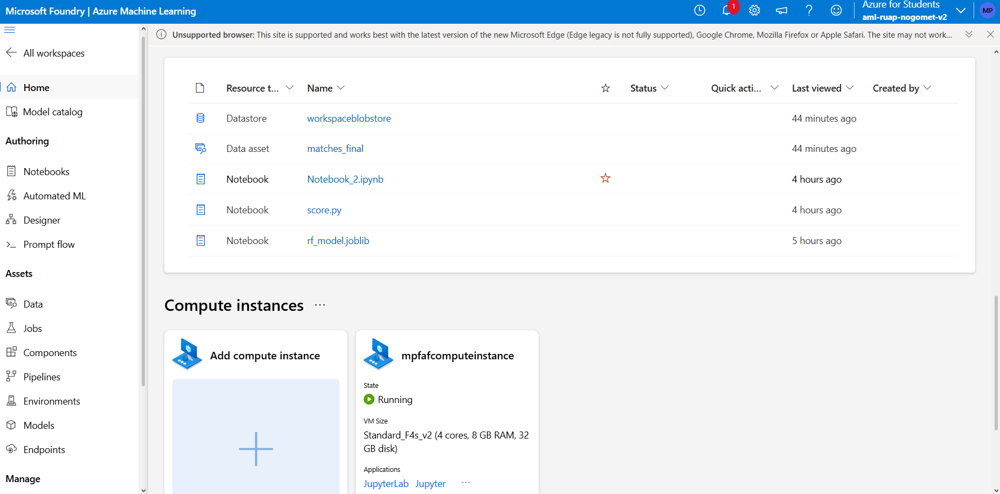 Microsoft Foundry | Azure Machine Learning
1
Azure for Students
aml-ruap-nogomet-v2
MP
Unsupported browser: This site is supported and works best with the latest version of the new Microsoft Edge (Edge legacy is not fully supported), Google Chrome, Mozilla Firefox or Apple Safari. The site may not work...
All workspaces
Home
Model catalog
Authoring
Notebooks
Automated ML
Designer
Prompt flow
Assets
Data
Jobs
Components
Pipelines
Environments
Models
Endpoints
Manage
Resource t... Name Status Quick acti... Last viewed Created by
Datastore workspaceblobstore 44 minutes ago
Data asset matches_final 44 minutes ago
Notebook Notebook_2.ipynb 4 hours ago
Notebook score.py 4 hours ago
Notebook rf_model.joblib 5 hours ago
Compute instances ...
Add compute instance
mpfafcomputeinstance
State
Running
VM Size
Standard_F4s_v2 (4 cores, 8 GB RAM, 32
GB disk)
Applications
JupyterLab Jupyter ...